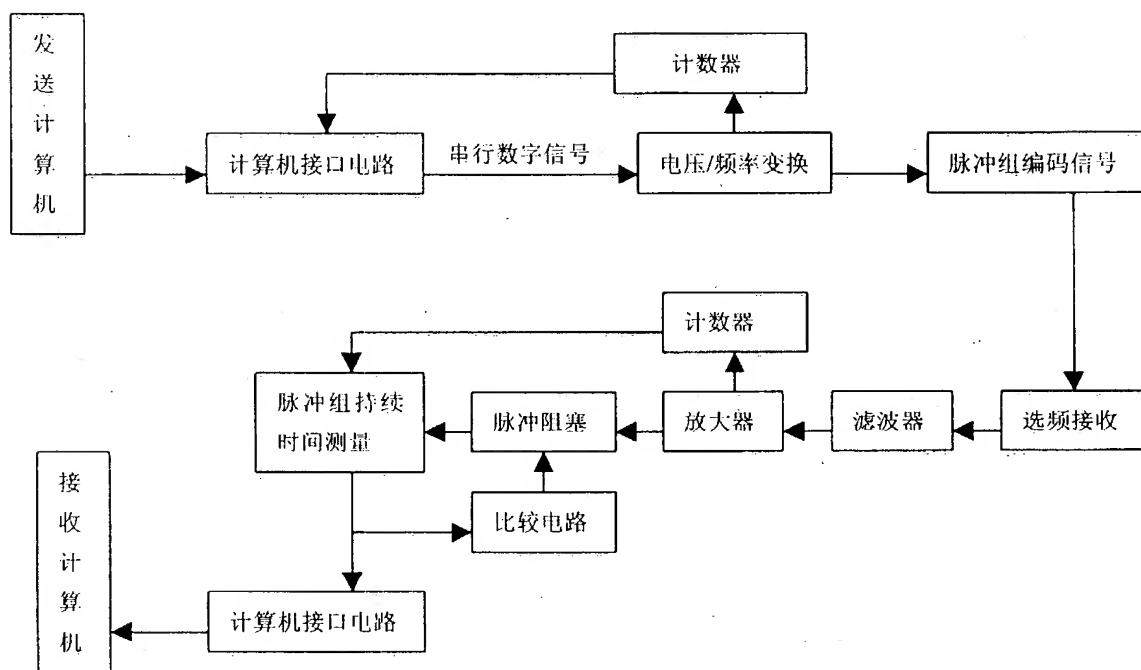 发送计算机
计数器
计算机接口电路
串行数字信号
电压/频率变换
脉冲组编码信号
计数器
脉冲组持续
时间测量
脉冲阻塞
放大器
滤波器
选频接收
比较电路
接收计算机
计算机接口电路